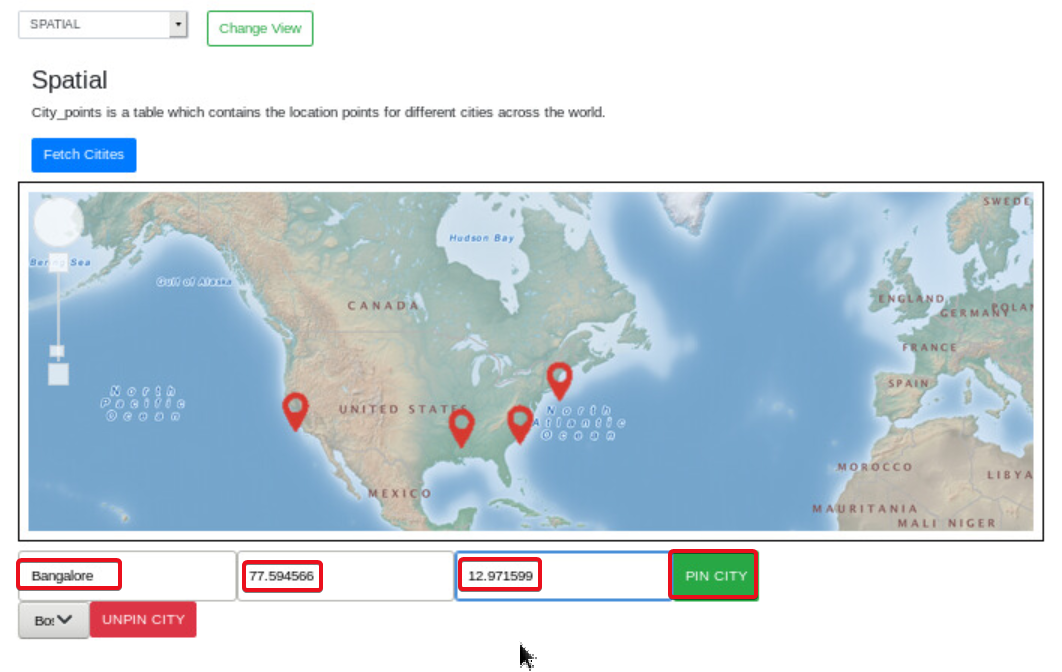 SPATIAL
Change View
Spatial
City_points is a table which contains the location points for different cities across the world.
Fetch Citites
SWEDE
Hudson Bay
Bering Sea
Gulf of Alaska
CANADA
ENGLAND
POLAN
GERMANY
FRANCE
SPAIN
North
Pacific
Ocean
UNITED STATES
North
Atlantic
Ocean
MOROCCO
LIBYA
MEXICO
MAURITANIA
MALI NIGER
Bangalore
77.594566
12.971599
PIN CITY
Bos
UNPIN CITY